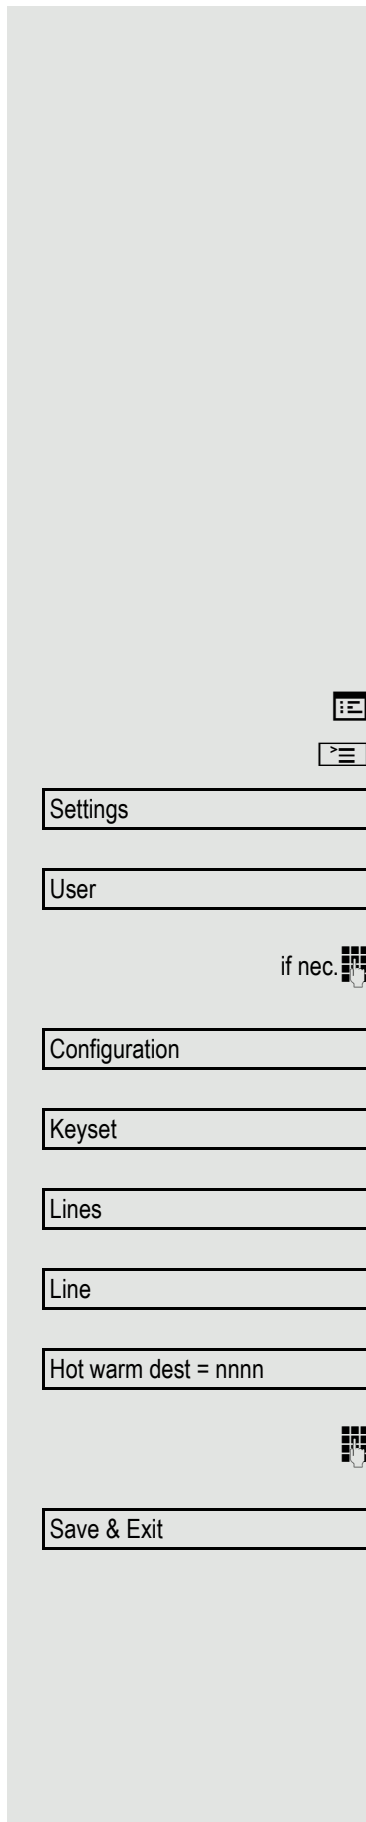 Settings
User
if nec.
Configuration
Keyset
Lines
Line
Hot warm dest = nnnn
Save & Exit